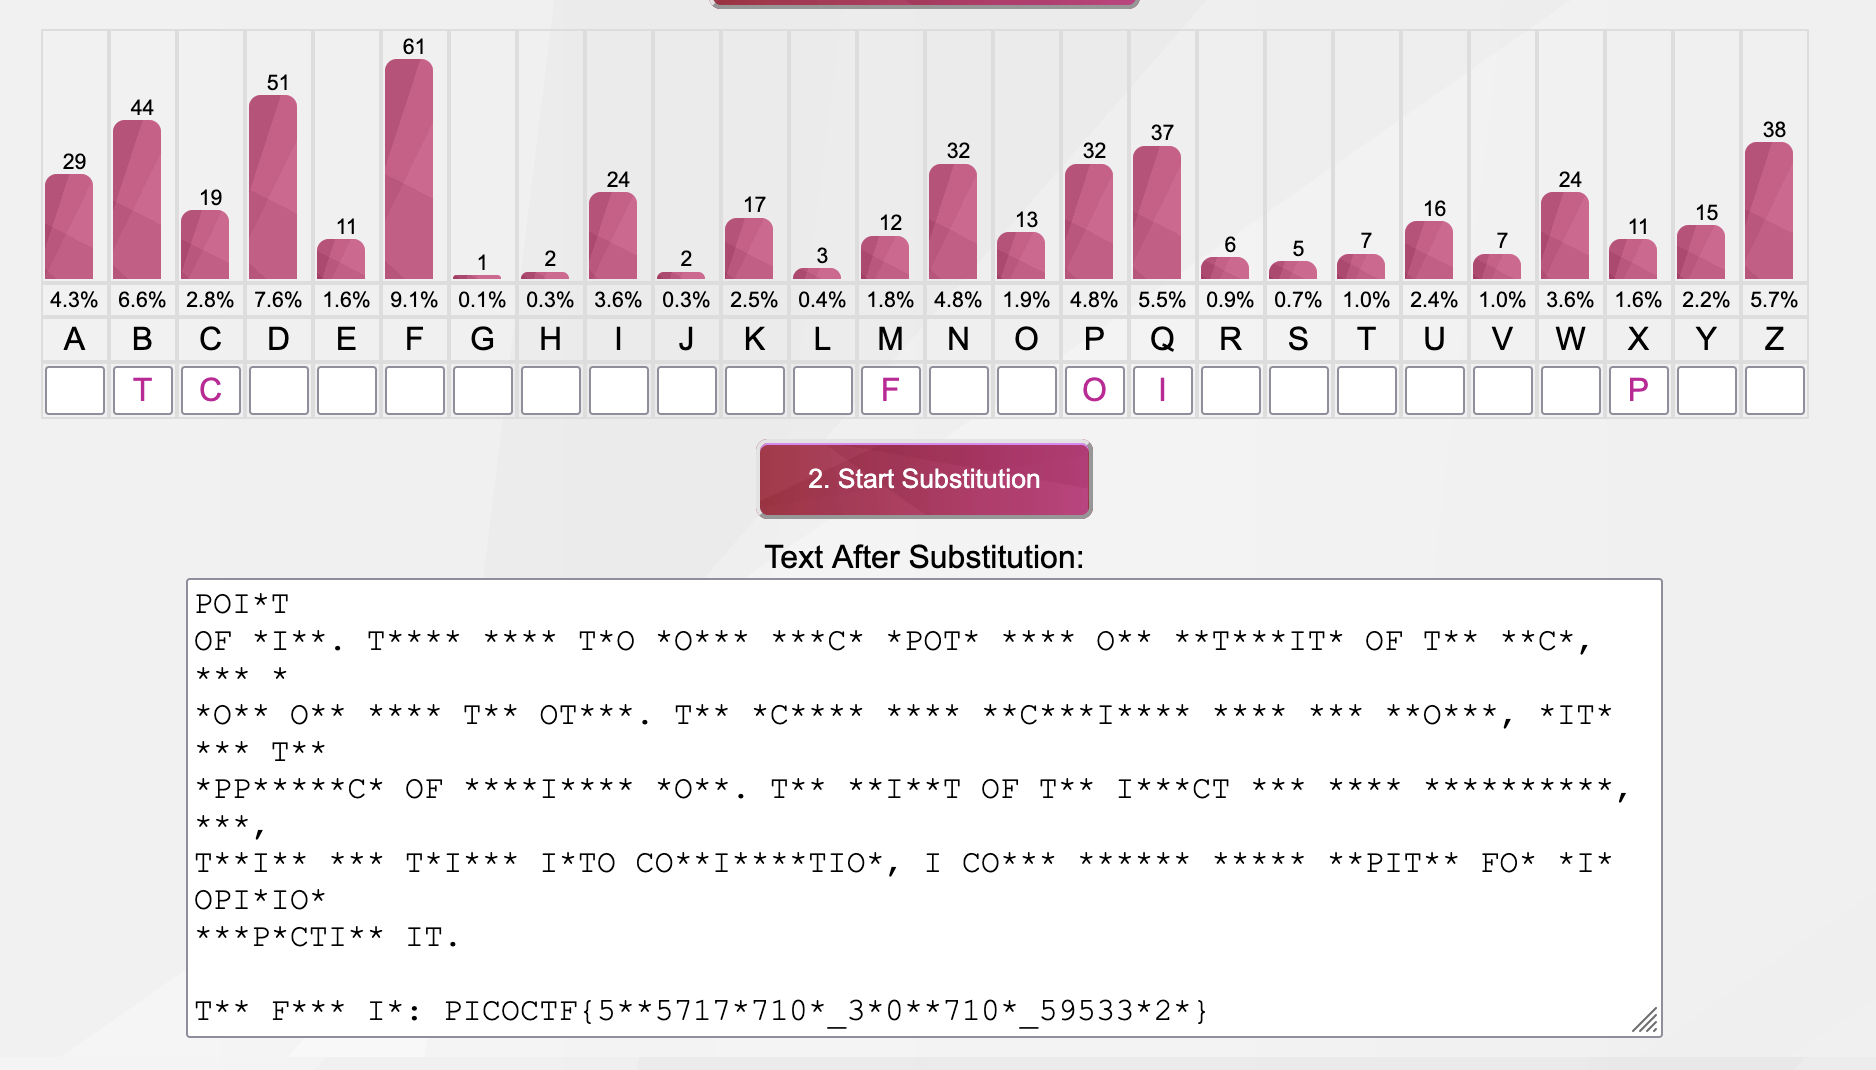 61
51
44
38
37
32 32
29
24 24
19
17
16
15
13
12
11 11
7 7
6
5
3
2 2
1
4.3% 6.6% 2.8% 7.6% 1.6% 9.1% 0.1% 0.3% 3.6% 0.3% 2.5% 0.4% 1.8% 4.8% 1.9% 4.8% 5.5% 0.9% 0.7% 1.0% 2.4% 1.0% 3.6% 1.6% 2.2% 5.7%
A B C D E F G H I J K L M N O P Q R S T U V W X Y Z
T C F O I P
2. Start Substitution
Text After Substitution:
POI*T
OF *I**. T**** **** T*O *O*** ***C* *POT* **** O** **T***IT* OF T** **C*,
*** *
*O** O** **** T** OT***. T** *C**** **** **C***I**** **** *** **O***, *IT*
*** T**
*PP*****C* OF ****I**** *O**. T** **I**T OF T** I***CT *** **** **********,
***,
T**I** *** T*I*** I*TO CO**I****TIO*, I CO*** ****** ***** **PIT** FO* *I*
OPI*IO*
***P*CTI** IT.
T** F*** I*: PICOCTF{5**5717*710*_3*0**710*_59533*2*}